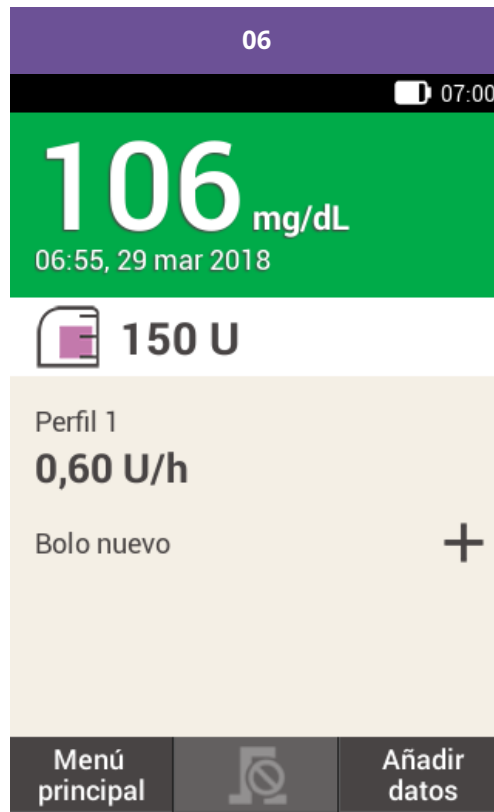 06
07:00
106 mg/dL
06:55, 29 mar 2018
150 U
Perfil 1
0,60 U/h
Bolo nuevo
Menú
principal
Añadir
datos